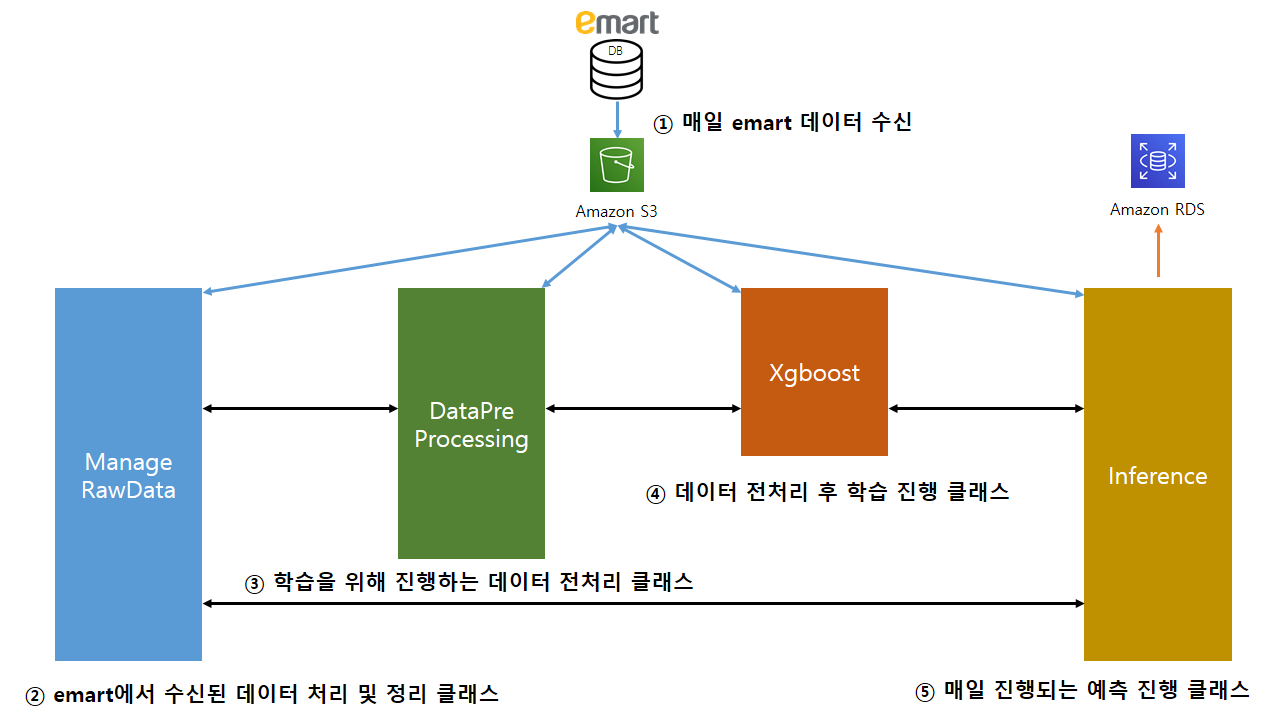 emart
DB
① 매일 emart 데이터 수신
Amazon S3
Amazon RDS
Manage
RawData
DataPre
Processing
Xgboost
Inference
④ 데이터 전처리 후 학습 진행 클래스
③ 학습을 위해 진행하는 데이터 전처리 클래스
② emart에서 수신된 데이터 처리 및 정리 클래스
⑤ 매일 진행되는 예측 진행 클래스